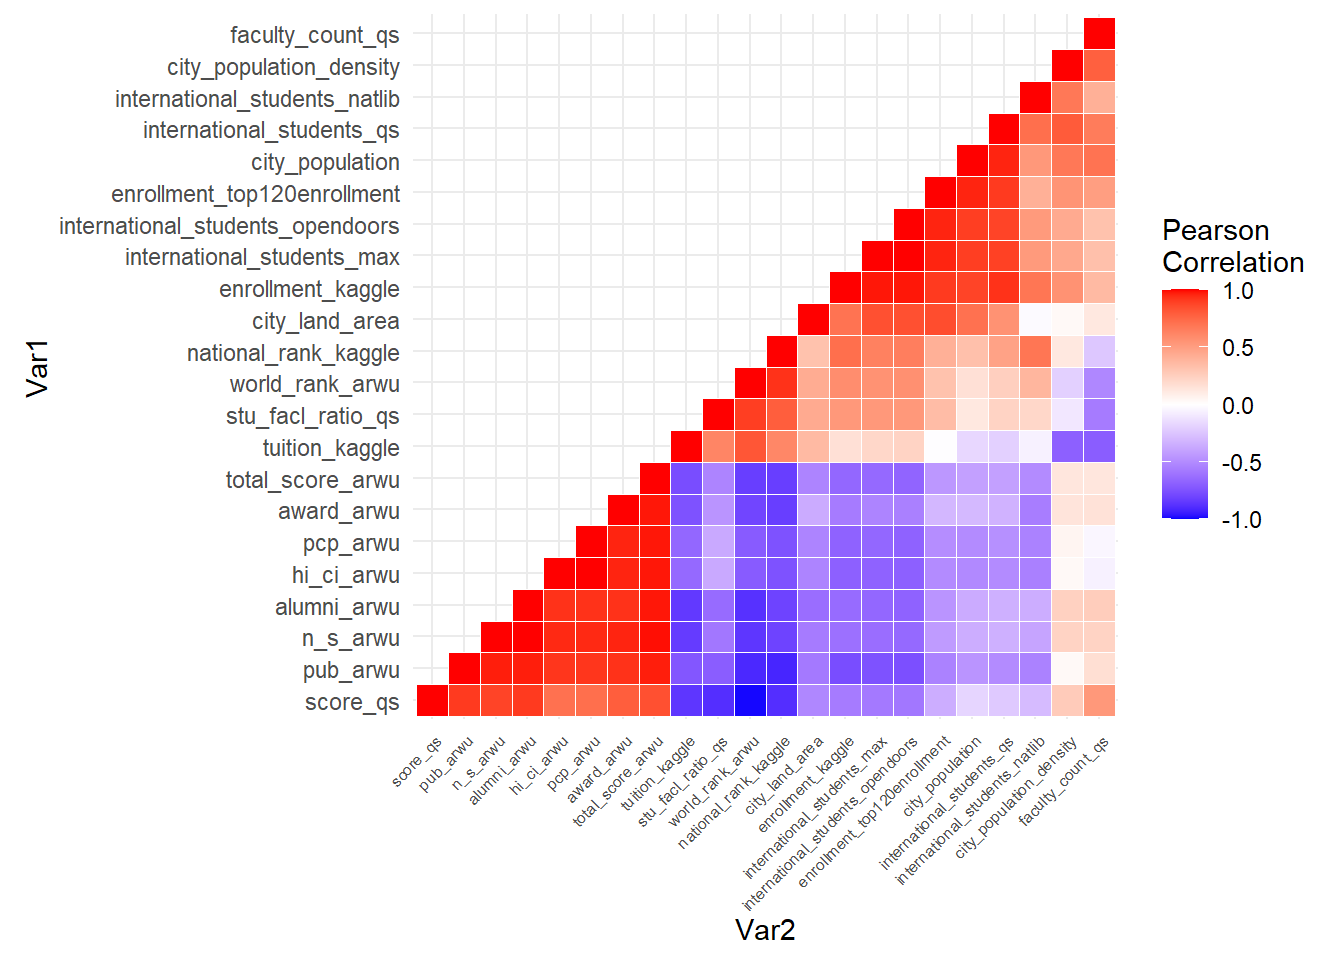 faculty_count_qs
city_population_density
international_students_natlib
international_students_qs
city_population
enrollment_top120enrollment
international_students_opendoors
international_students_max
enrollment_kaggle
city_land_area
national_rank_kaggle
world_rank_arwu
stu_facl_ratio_qs
tuition_kaggle
total_score_arwu
award_arwu
pcp_arwu
hi_ci_arwu
alumni_arwu
n_s_arwu
pub_arwu
score_qs
Var1
score_qs
pub_arwu
n_s_arwu
alumni_arwu
hi_ci_arwu
pcp_arwu
award_arwu
total_score_arwu
tuition_kaggle
stu_facl_ratio_qs
world_rank_arwu
national_rank_kaggle
city_land_area
enrollment_kaggle
international_students_max
international_students_opendoors
enrollment_top120enrollment
city_population
international_students_qs
international_students_natlib
city_population_density
faculty_count_qs
Var2
Pearson
Correlation
1.0
0.5
0.0
-0.5
-1.0